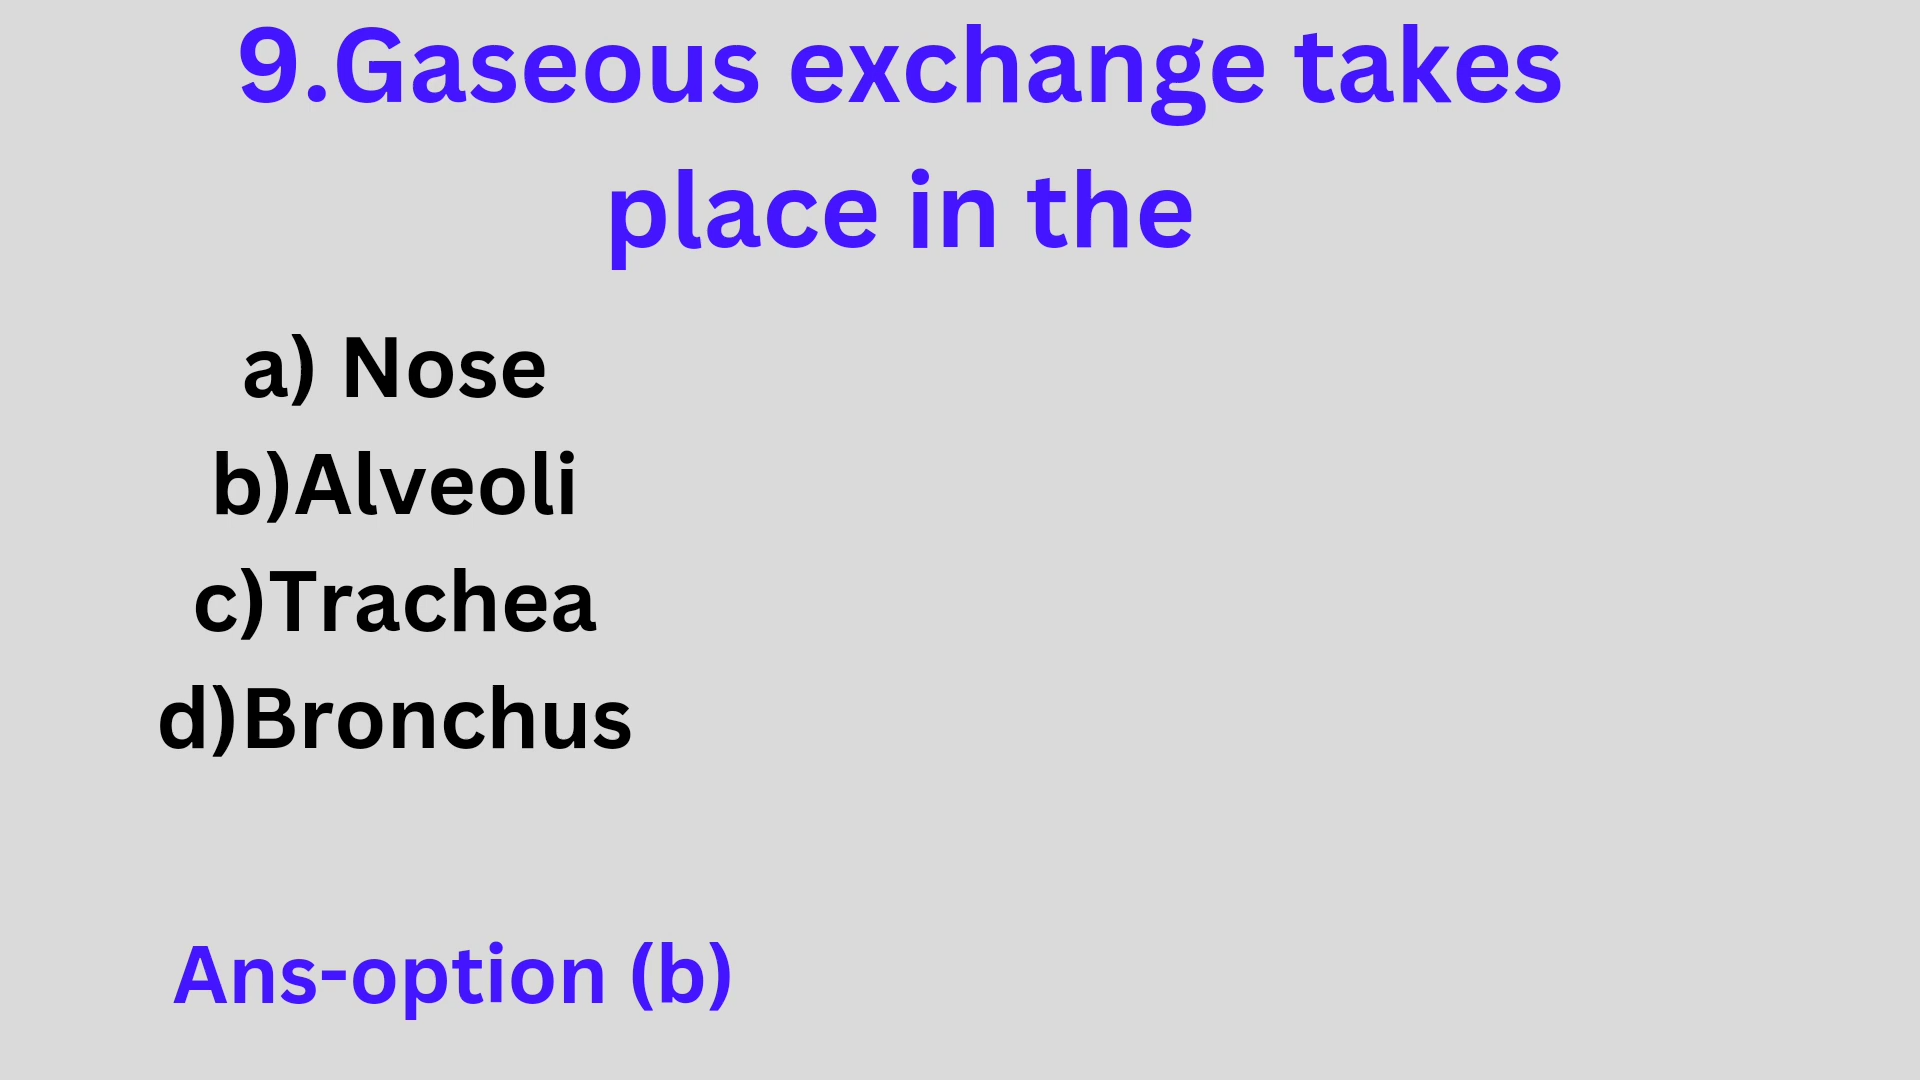 9.Gaseous exchange takes
place in the
a) Nose
b)Alveoli
c)Trachea
d)Bronchus
Ans-option (b)